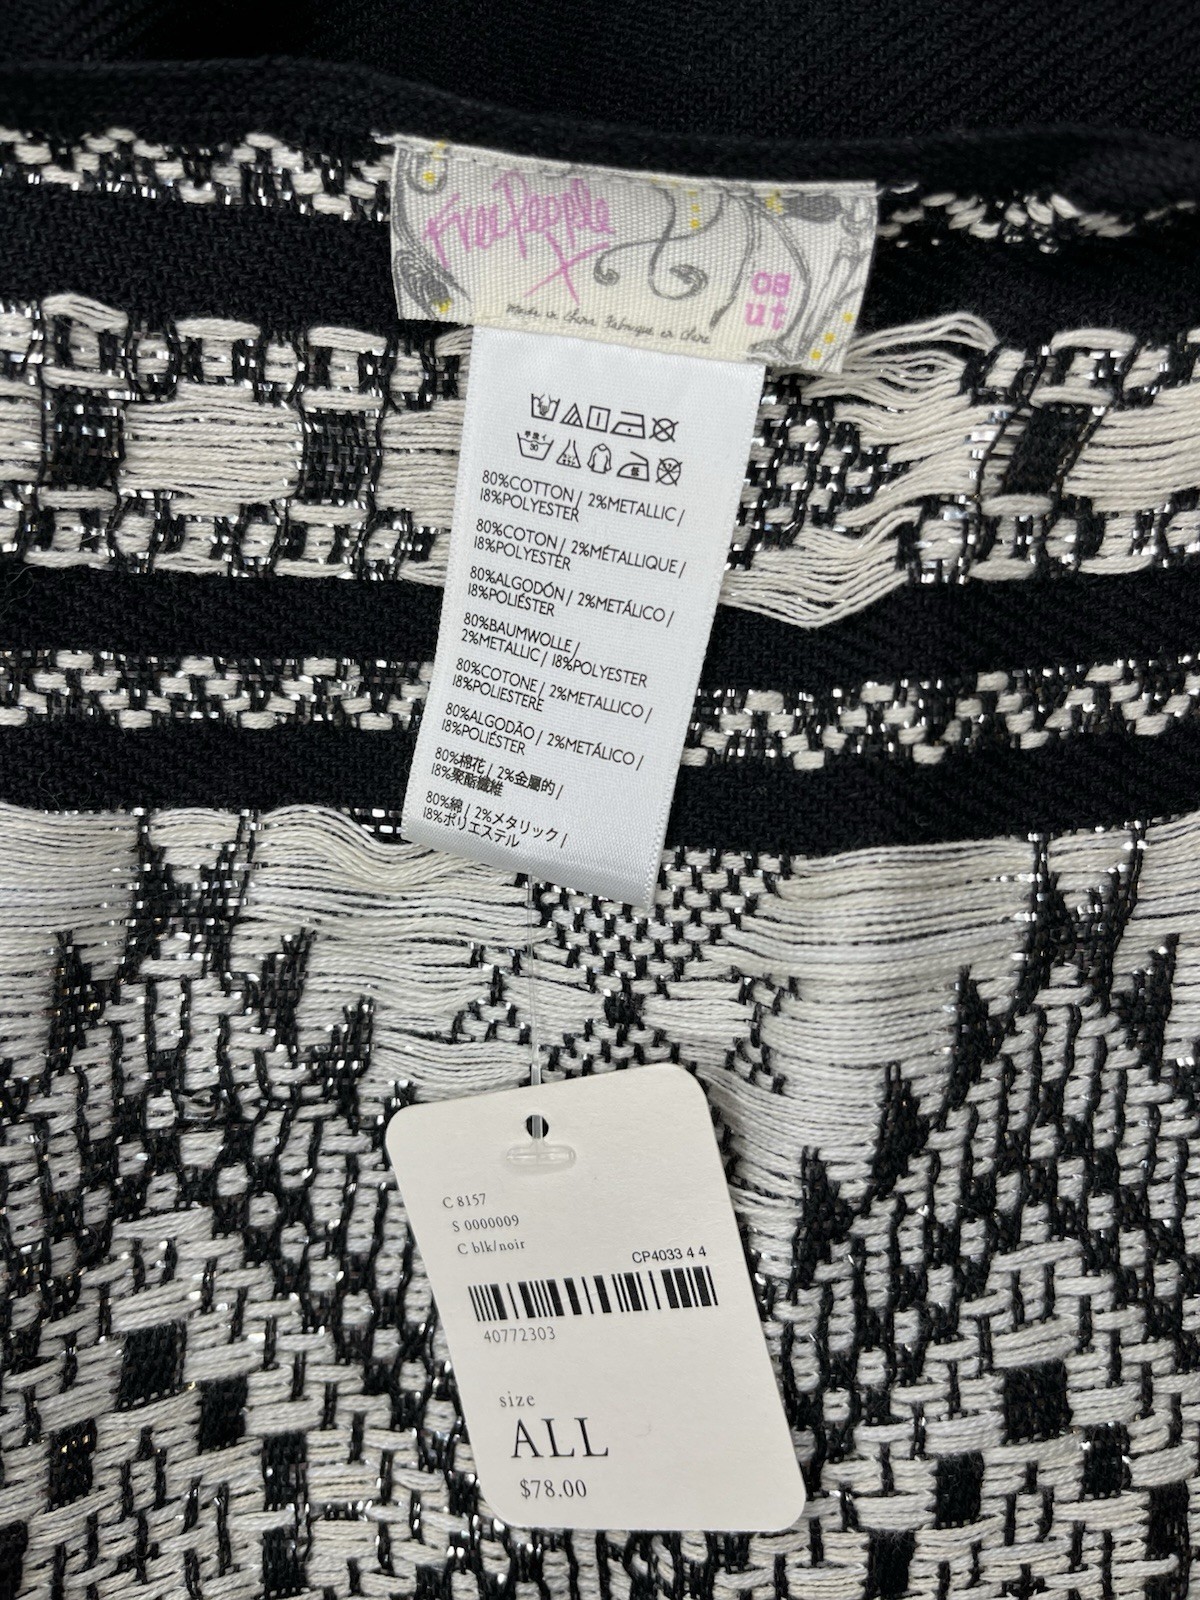 Free People
X
os
ut
Made in China Fabriqué en Chine
80%COTTON / 2%METALLIC /
18%POLYESTER
80%COTON / 2%MÉTALLIQUE /
18%POLYESTER
80%ALGODÓN / 2%METÁLICO /
18%POLIÉSTER
80%BAUMWOLLE /
2%METALLIC / 18%POLYESTER
80%COTONE / 2%METALLICO /
18%POLIESTERE
80%ALGODÃO / 2%METÁLICO /
18%POLIÉSTER
80%棉花 / 2%金屬的 /
18%聚酯纖維
80%綿 / 2%メタリック /
18%ポリエステル
C 8157
S 0000009
C blk/noir
CP4033 4 4
40772303
size
ALL
$78.00